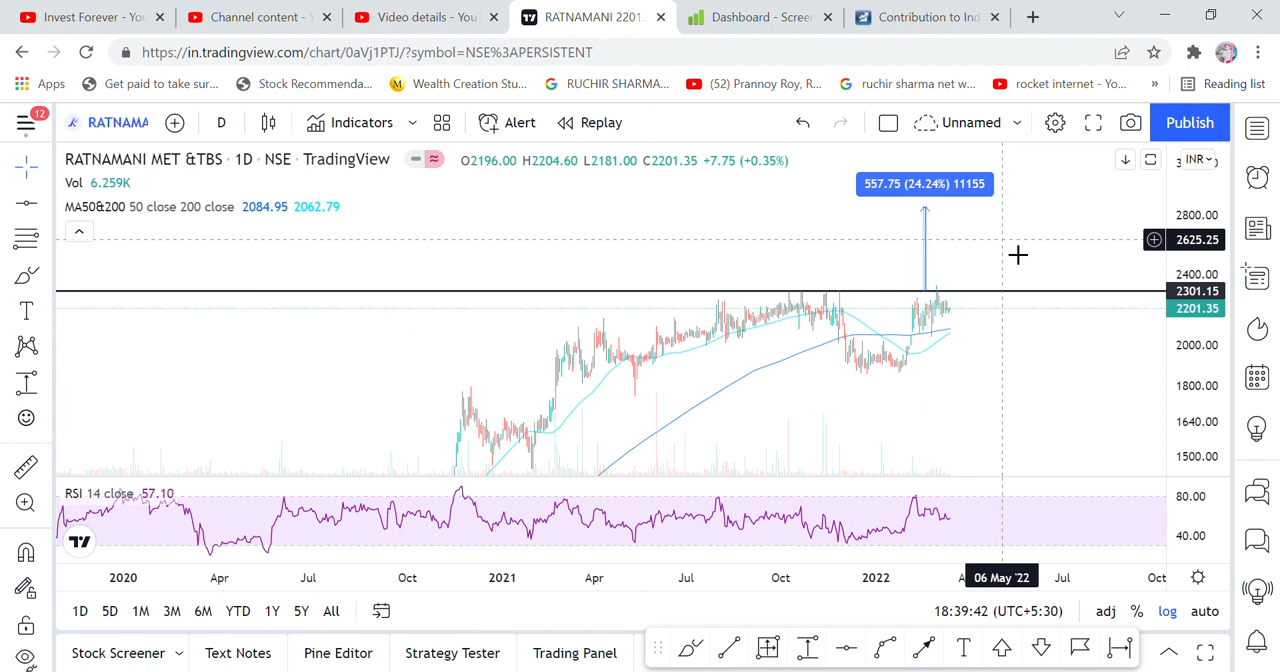 Invest Forever - You
Channel content -
Video details - You
RATNAMANI 2201.
Dashboard - Screer
Contribution to Ind
https://in.tradingview.com/chart/0aVj1PTJ/?symbol=NSE%3APERSISTENT
Apps
Get paid to take sur...
Stock Recommenda...
Wealth Creation Stu...
RUCHIR SHARMA...
(52) Prannoy Roy, R...
ruchir sharma net w...
rocket internet - Yo...
»
Reading list
12
RATNAMA
D
Indicators
Alert
Replay
Unnamed
Publish
RATNAMANI MET &TBS · 1D · NSE · TradingView
O2196.00 H2204.60 L2181.00 C2201.35 +7.75 (+0.35%)
INR
Vol 6.259K
557.75 (24.24%) 11155
MA50&200 50 close 200 close 2084.95 2062.79
2800.00
2625.25
2400.00
2301.15
2201.35
2000.00
1800.00
1640.00
1500.00
RSI 14 close 57.10
80.00
40.00
2020 Apr Jul Oct 2021 Apr Jul Oct 2022 06 May '22 Jul Oct
1D 5D 1M 3M 6M YTD 1Y 5Y All
18:39:42 (UTC+5:30) adj % log auto
Stock Screener
Text Notes
Pine Editor
Strategy Tester
Trading Panel